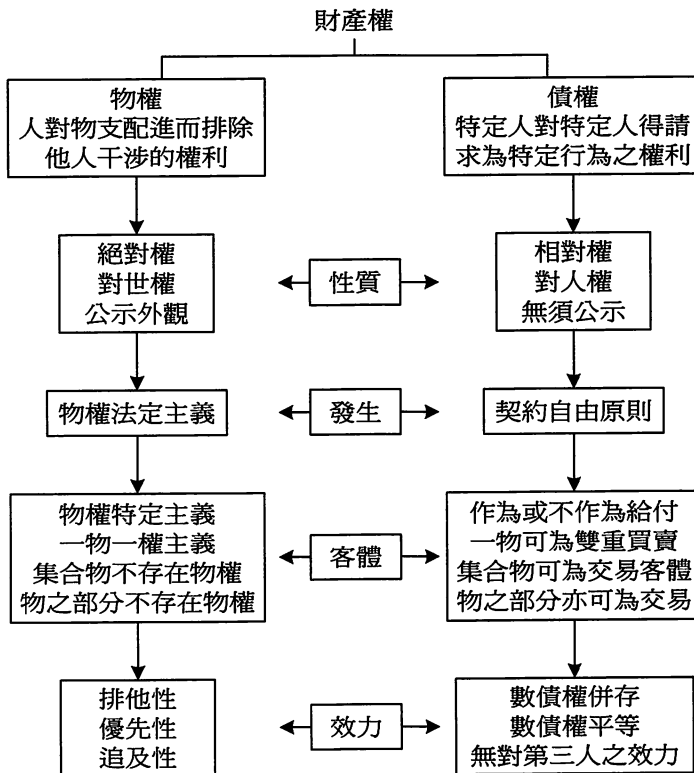 財產權
物權
人對物支配進而排除
他人干涉的權利
債權
特定人對特定人得請
求為特定行為之權利
絕對權
對世權
公示外觀
性質
相對權
對人權
無須公示
物權法定主義
發生
契約自由原則
物權特定主義
一物一權主義
集合物不存在物權
物之部分不存在物權
客體
作為或不作為給付
一物可為雙重買賣
集合物可為交易客體
物之部分亦可為交易
排他性
優先性
追及性
效力
數債權併存
數債權平等
無對第三人之效力